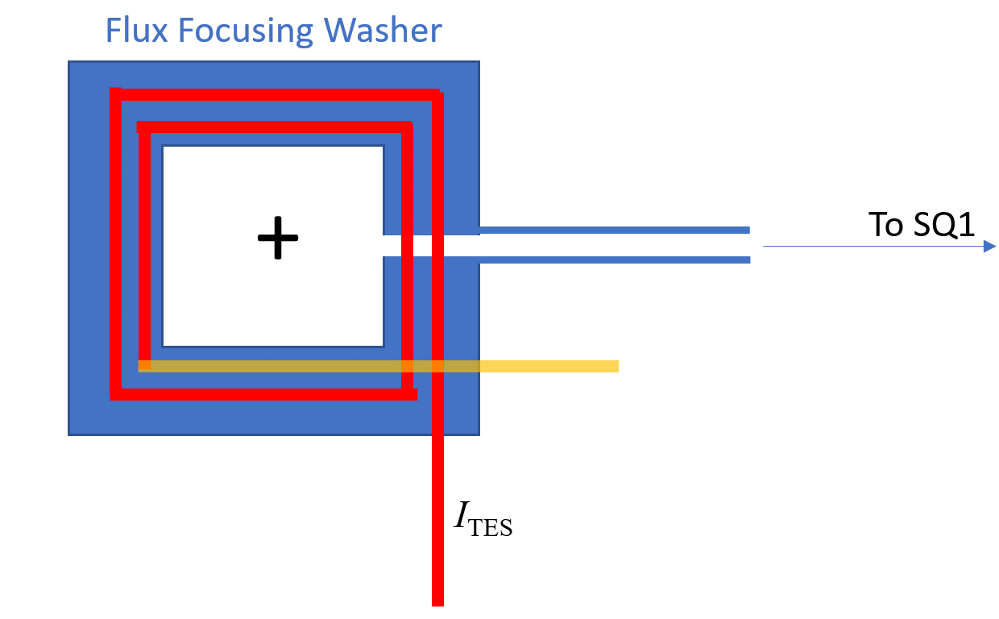 Flux Focusing Washer
+
To SQ1
I_TES